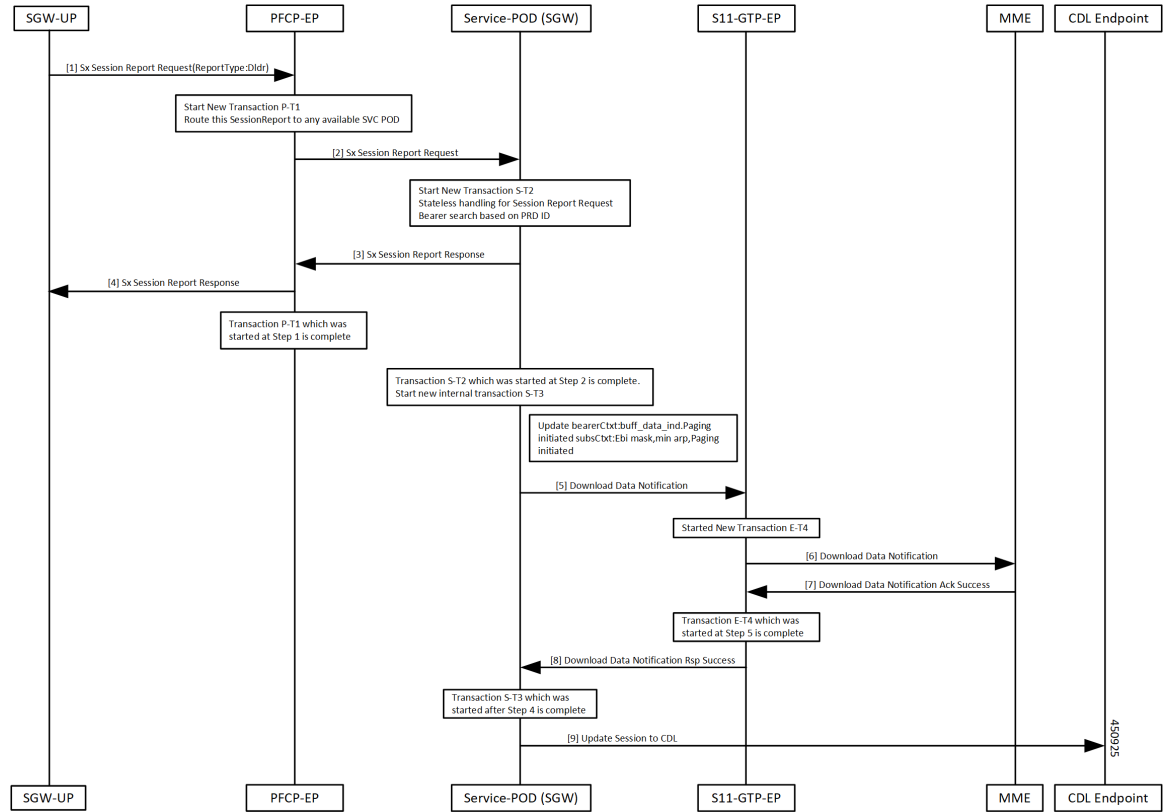 SGW-UP
PFCP-EP
Service-POD (SGW)
S11-GTP-EP
MME
CDL Endpoint
[1] Sx Session Report Request(ReportType:Dldr)
Start New Transaction P-T1
Route this SessionReport to any available SVC POD
[2] Sx Session Report Request
Start New Transaction S-T2
Stateless handling for Session Report Request
Bearer search based on PRD ID
[3] Sx Session Report Response
[4] Sx Session Report Response
Transaction P-T1 which was
started at Step 1 is complete
Transaction S-T2 which was started at Step 2 is complete.
Start new internal transaction S-T3
Update bearerCtxt:buff_data_ind.Paging
initiated subsCtxt:Ebi mask,min arp,Paging
initiated
[5] Download Data Notification
Started New Transaction E-T4
[6] Download Data Notification
[7] Download Data Notification Ack Success
Transaction E-T4 which was
started at Step 5 is complete
[8] Download Data Notification Rsp Success
Transaction S-T3 which was
started after Step 4 is complete
[9] Update Session to CDL
450925
SGW-UP
PFCP-EP
Service-POD (SGW)
S11-GTP-EP
MME
CDL Endpoint